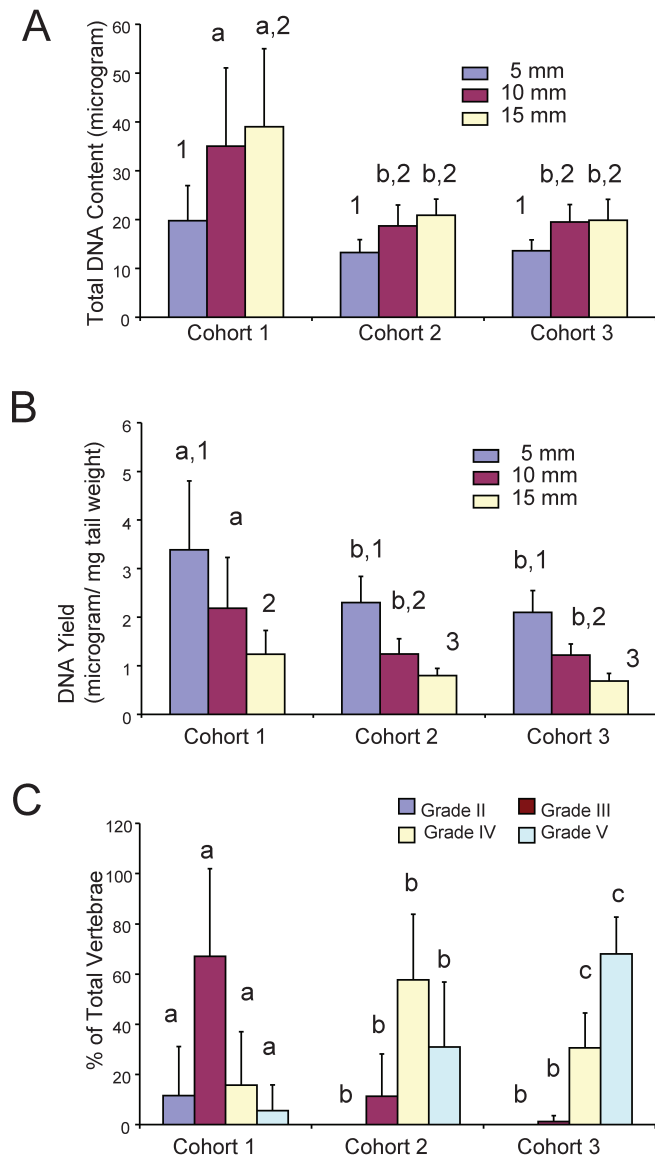 A
Total DNA Content (microgram)
60
50
40
30
20
10
0
5 mm
10 mm
15 mm
1
a
a,2
1
b,2
b,2
1
b,2
b,2
Cohort 1
Cohort 2
Cohort 3
B
DNA Yield
(microgram/ mg tail weight)
6
5
4
3
2
1
0
5 mm
10 mm
15 mm
a,1
a
2
b,1
b,2
3
b,1
b,2
3
Cohort 1
Cohort 2
Cohort 3
C
Grade II
Grade III
Grade IV
Grade V
% of Total Vertebrae
120
100
80
60
40
20
0
a
a
a
a
b
b
b
b
b
b
c
c
Cohort 1
Cohort 2
Cohort 3